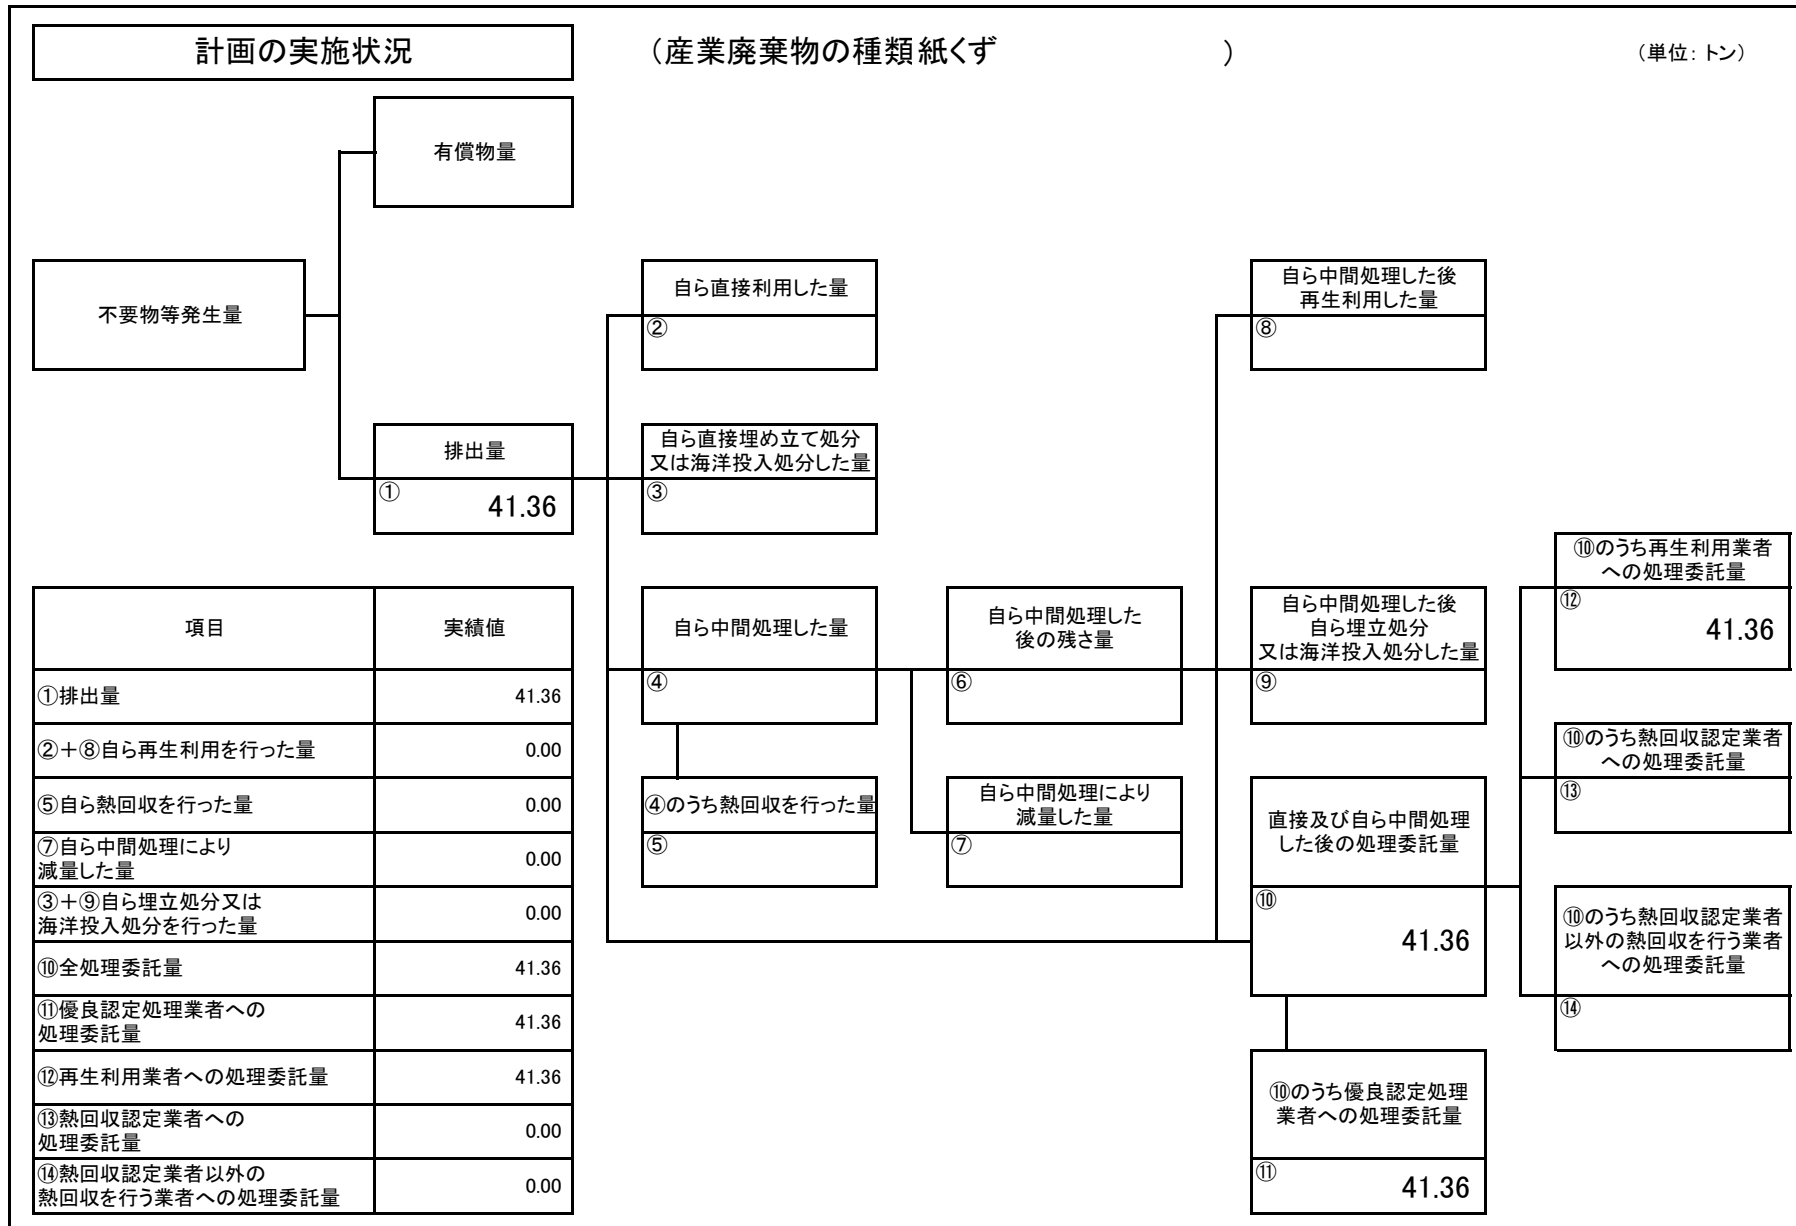 計画の実施状況
（産業廃棄物の種類紙くず　　　　　　　　）
（単位：トン）
有償物量
不要物等発生量
自ら直接利用した量
②
自ら中間処理した後
再生利用した量
⑧
排出量
①
41.36
自ら直接埋め立て処分
又は海洋投入処分した量
③
⑩のうち再生利用業者
への処理委託量
⑫
41.36
自ら中間処理した量
④
自ら中間処理した
後の残さ量
⑥
自ら中間処理した後
自ら埋立処分
又は海洋投入処分した量
⑨
⑩のうち熱回収認定業者
への処理委託量
⑬
④のうち熱回収を行った量
⑤
自ら中間処理により
減量した量
⑦
直接及び自ら中間処理
した後の処理委託量
⑩
41.36
⑩のうち熱回収認定業者
以外の熱回収を行う業者
への処理委託量
⑭
⑩のうち優良認定処理
業者への処理委託量
⑪
41.36
項目 実績値
①排出量 41.36
②＋⑧自ら再生利用を行った量 0.00
⑤自ら熱回収を行った量 0.00
⑦自ら中間処理により
減量した量 0.00
③＋⑨自ら埋立処分又は
海洋投入処分を行った量 0.00
⑩全処理委託量 41.36
⑪優良認定処理業者への
処理委託量 41.36
⑫再生利用業者への処理委託量 41.36
⑬熱回収認定業者への
処理委託量 0.00
⑭熱回収認定業者以外の
熱回収を行う業者への処理委託量 0.00